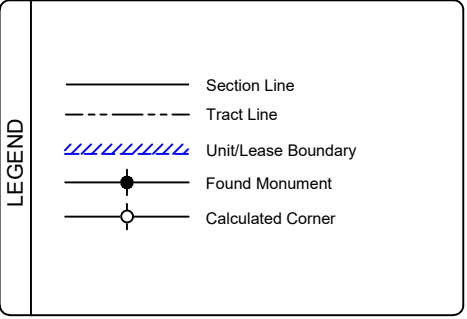 LEGEND
Section Line
Tract Line
Unit/Lease Boundary
Found Monument
Calculated Corner